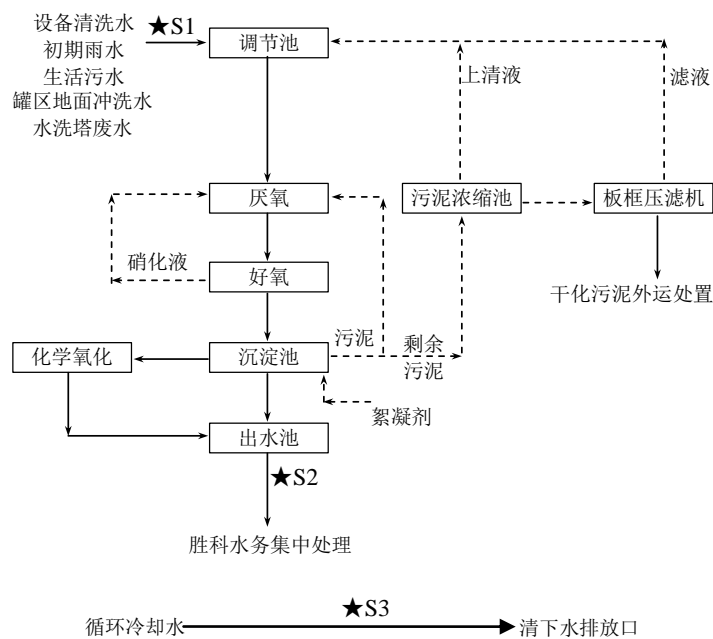 设备清洗水
初期雨水
生活污水
罐区地面冲洗水
水洗塔废水
★S1
调节池
上清液
滤液
厌氧
污泥浓缩池
板框压滤机
硝化液
好氧
干化污泥外运处置
污泥
剩余
污泥
化学氧化
沉淀池
絮凝剂
出水池
★S2
胜科水务集中处理
★S3
循环冷却水
清下水排放口